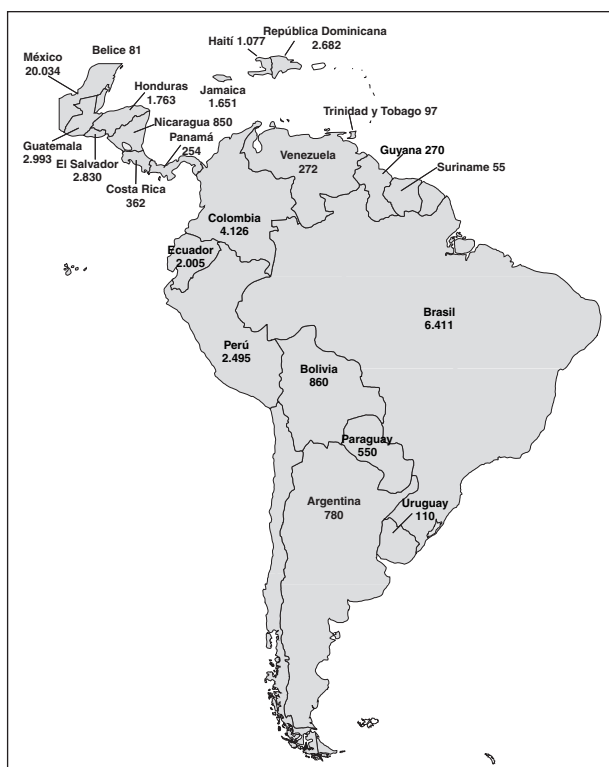 República Dominicana
2.682
Haití 1.077
Belice 81
México
20.034
Jamaica
1.651
Honduras
1.763
Nicaragua 850
Panamá
254
Trinidad y Tobago 97
Guatemala
2.993
El Salvador
2.830
Costa Rica
362
Venezuela
272
Guyana 270
Suriname 55
Colombia
4.126
Ecuador
2.005
Brasil
6.411
Perú
2.495
Bolivia
860
Paraguay
550
Argentina
780
Uruguay
110